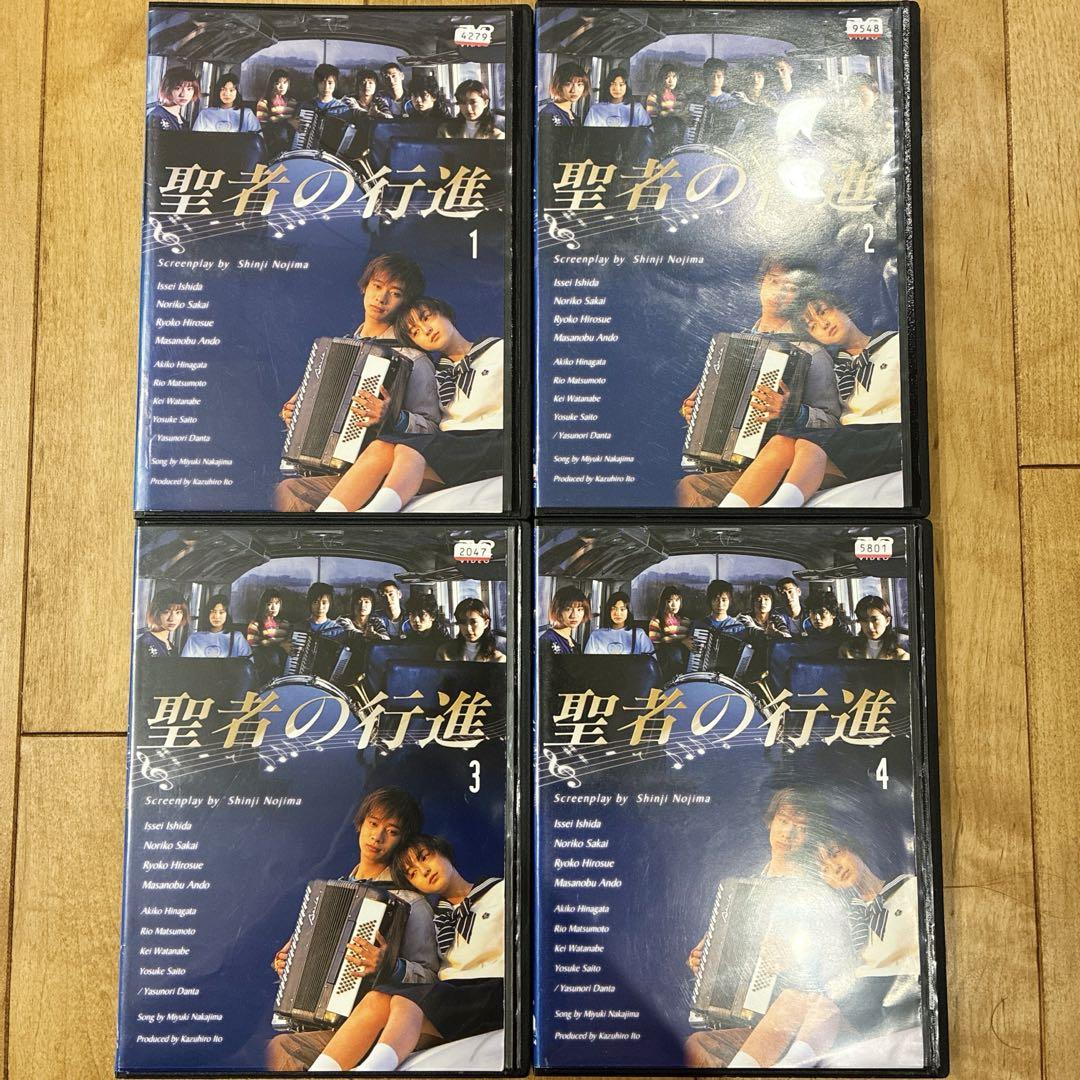 4279
VIDEO
聖者の行進
1
Screenplay by Shinji Nojima
Issei Ishida
Noriko Sakai
Ryoko Hirosue
Masanobu Ando
Akiko Hinagata
Rio Matsumoto
Kei Watanabe
Yosuke Saito
/Yasunori Danta
Song by Miyuki Nakajima
Produced by Kazuhiro Ito
9548
VIDEO
聖者の行進
2
Screenplay by Shinji Nojima
Issei Ishida
Noriko Sakai
Ryoko Hirosue
Masanobu Ando
Akiko Hinagata
Rio Matsumoto
Kei Watanabe
Yosuke Saito
/Yasunori Danta
Song by Miyuki Nakajima
Produced by Kazuhiro Ito
2047
VIDEO
聖者の行進
3
Screenplay by Shinji Nojima
Issei Ishida
Noriko Sakai
Ryoko Hirosue
Masanobu Ando
Akiko Hinagata
Rio Matsumoto
Kei Watanabe
Yosuke Saito
/Yasunori Danta
Song by Miyuki Nakajima
Produced by Kazuhiro Ito
5801
VIDEO
聖者の行進
4
Screenplay by Shinji Nojima
Issei Ishida
Noriko Sakai
Ryoko Hirosue
Masanobu Ando
Akiko Hinagata
Rio Matsumoto
Kei Watanabe
Yosuke Saito
/Yasunori Danta
Song by Miyuki Nakajima
Produced by Kazuhiro Ito